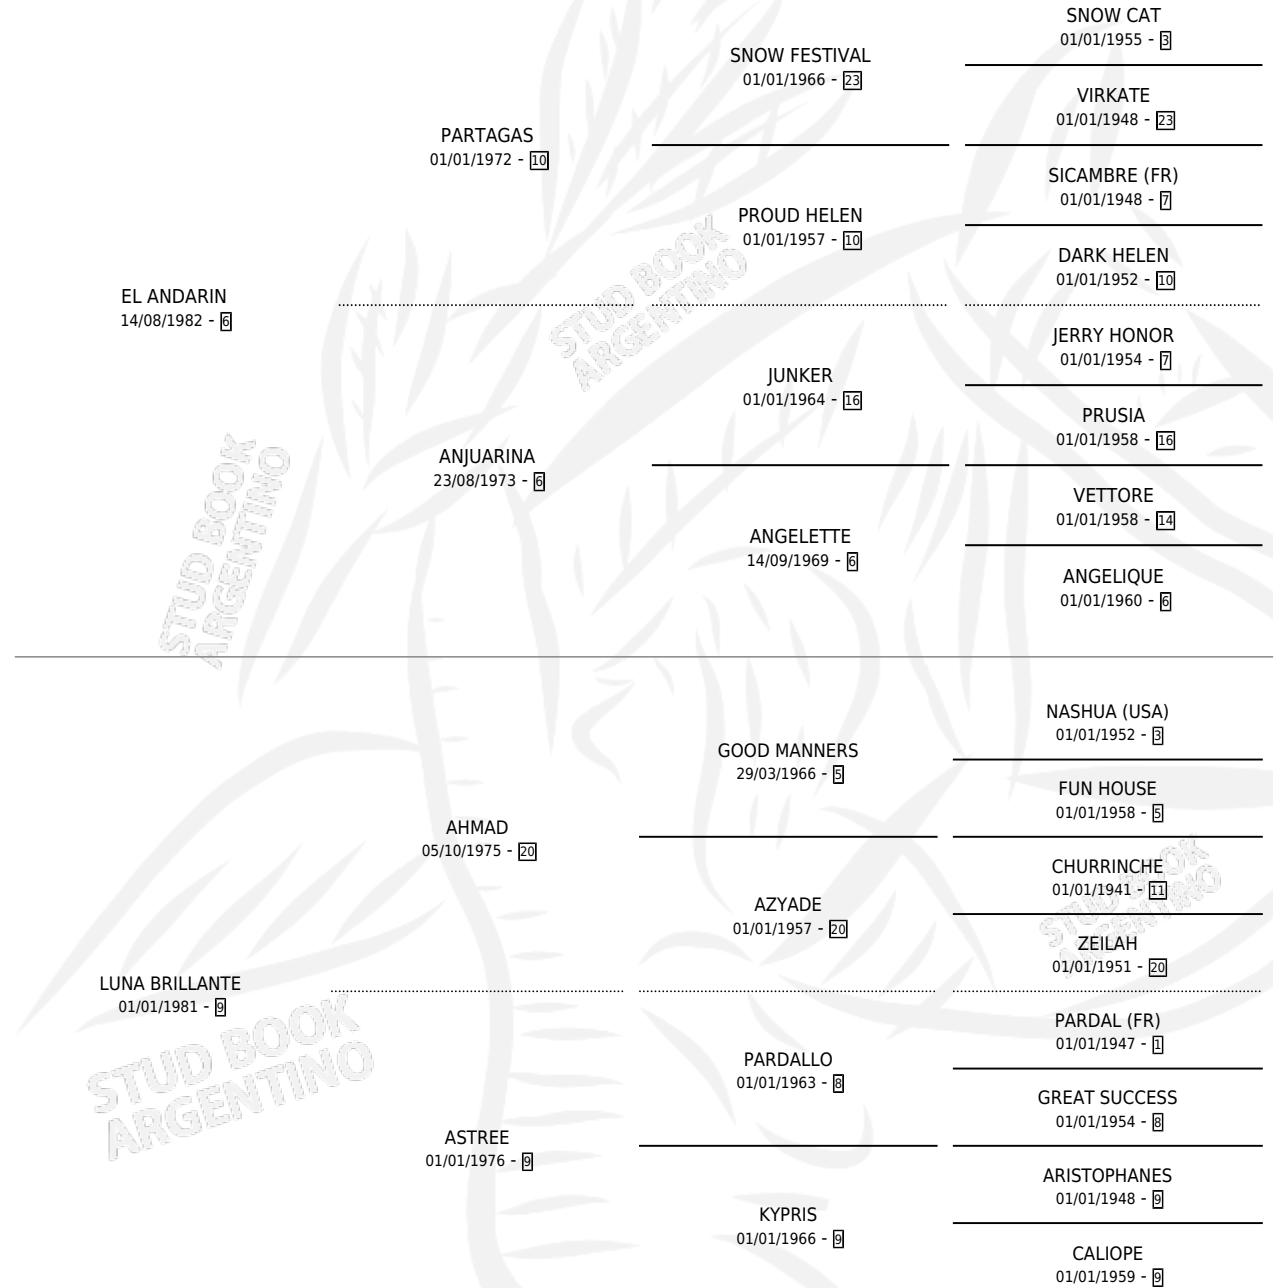 SNOW CAT
01/01/1955 - 3
SNOW FESTIVAL
01/01/1966 - 23
VIRKATE
01/01/1948 - 23
PARTAGAS
01/01/1972 - 10
SICAMBRE (FR)
01/01/1948 - 7
PROUD HELEN
01/01/1957 - 10
DARK HELEN
01/01/1952 - 10
EL ANDARIN
14/08/1982 - 6
STUD BOOK
ARGENTINO
JERRY HONOR
01/01/1954 - 7
JUNKER
01/01/1964 - 16
PRUSIA
01/01/1958 - 16
ANJUARINA
23/08/1973 - 6
VETTORE
01/01/1958 - 14
ANGELETTE
14/09/1969 - 6
ANGELIQUE
01/01/1960 - 6
STUD BOOK
ARGENTINO
NASHUA (USA)
01/01/1952 - 3
GOOD MANNERS
29/03/1966 - 5
FUN HOUSE
01/01/1958 - 5
AHMAD
05/10/1975 - 20
CHURRINCHE
01/01/1941 - 11
AZYADE
01/01/1957 - 20
STUD BOOK
ARGENTINO
ZEILAH
01/01/1951 - 20
LUNA BRILLANTE
01/01/1981 - 9
STUD BOOK
ARGENTINO
PARDAL (FR)
01/01/1947 - 1
PARDALLO
01/01/1963 - 8
GREAT SUCCESS
01/01/1954 - 8
ASTREE
01/01/1976 - 9
ARISTOPHANES
01/01/1948 - 9
KYPRIS
01/01/1966 - 9
CALIOPE
01/01/1959 - 9